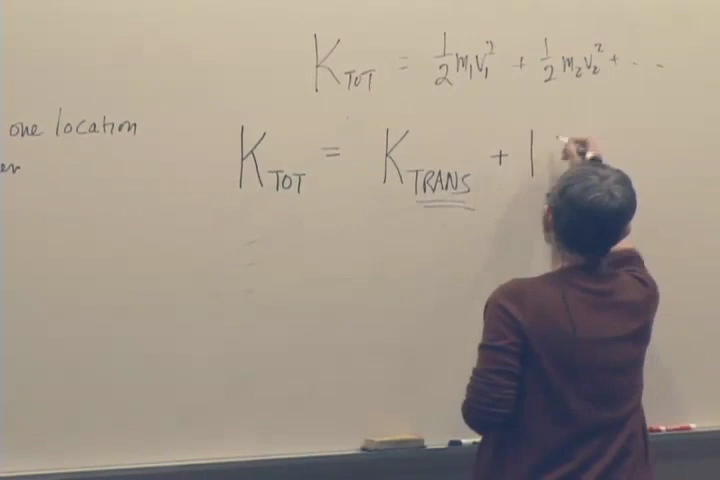 K_TOT = 1/2 m₁v₁² + 1/2 m₂v₂² + ...
one location
K_TOT = K_TRANS +